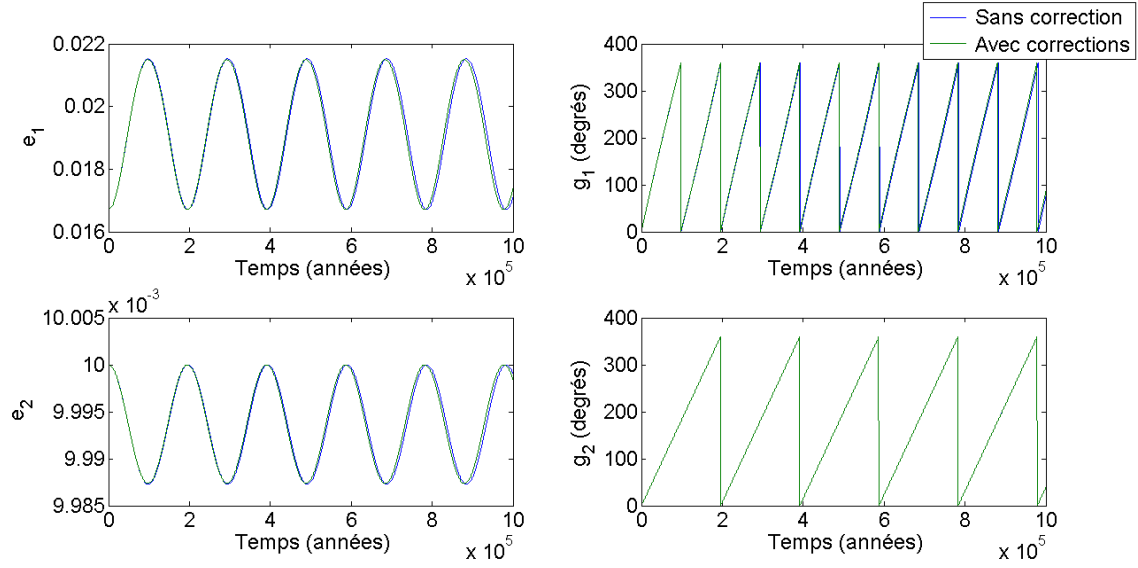 Sans correction
Avec corrections
0.022
0.02
0.018
0.016
e1
0 2 4 6 8 10
Temps (années)
x 10^5
400
300
200
100
0
g1 (degrés)
0 2 4 6 8 10
Temps (années)
x 10^5
x 10^-3
10.005
10
9.995
9.99
9.985
e2
0 2 4 6 8 10
Temps (années)
x 10^5
400
300
200
100
0
g2 (degrés)
0 2 4 6 8 10
Temps (années)
x 10^5